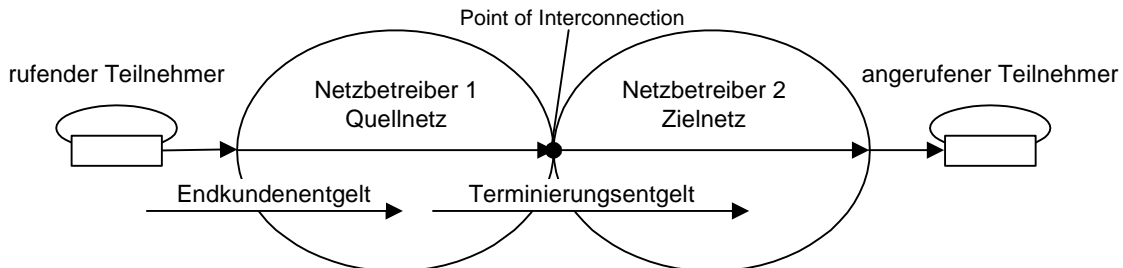 Point of Interconnection
rufender Teilnehmer
angerufener Teilnehmer
Netzbetreiber 1
Quellnetz
Netzbetreiber 2
Zielnetz
Endkundenentgelt
Terminierungsentgelt